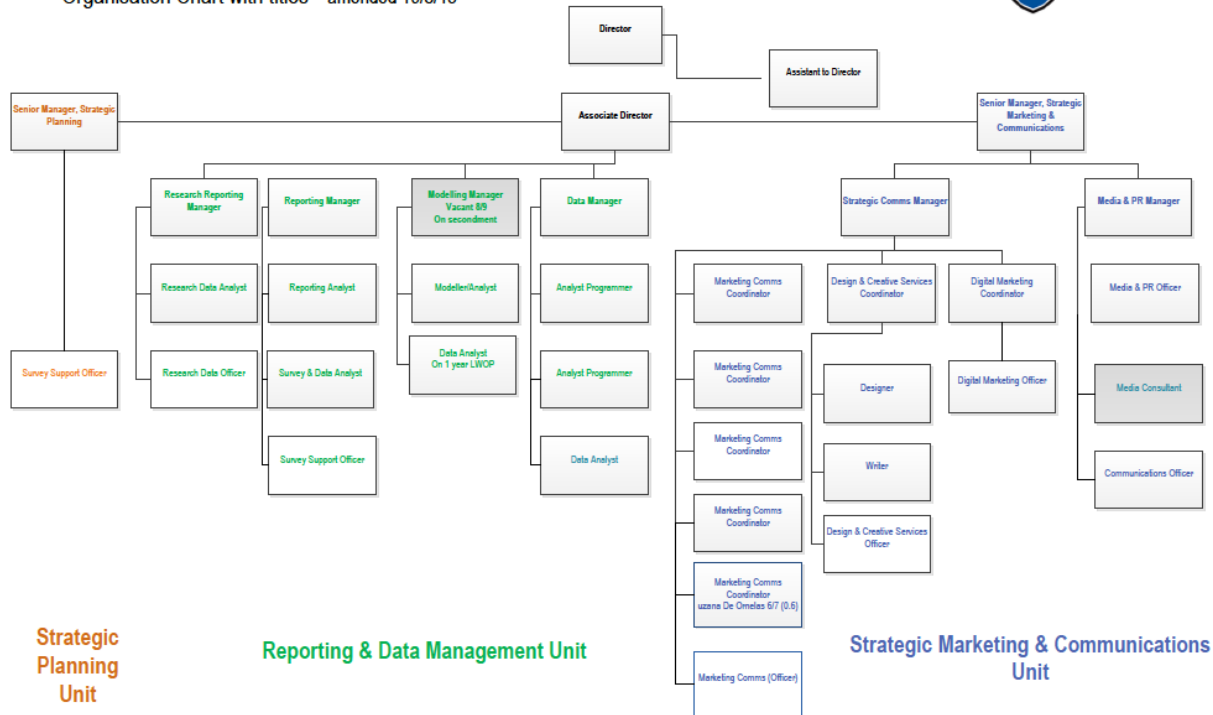 Organisation Chart with titles - amended
Director
Assistant to Director
Senior Manager, Strategic
Planning
Associate Director
Senior Manager, Strategic
Marketing &
Communications
Research Reporting
Manager
Reporting Manager
Modelling Manager
Vacant 8/9
On secondment
Data Manager
Strategic Comms Manager
Media & PR Manager
Research Data Analyst
Reporting Analyst
Modeller/Analyst
Analyst Programmer
Marketing Comms
Coordinator
Design & Creative Services
Coordinator
Digital Marketing
Coordinator
Media & PR Officer
Survey Support Officer
Research Data Officer
Survey & Data Analyst
Data Analyst
On 1 year LWOP
Analyst Programmer
Marketing Comms
Coordinator
Designer
Digital Marketing Officer
Media Consultant
Survey Support Officer
Data Analyst
Marketing Comms
Coordinator
Writer
Communications Officer
Marketing Comms
Coordinator
Design & Creative Services
Officer
Marketing Comms
Coordinator
uzana De Ornelas 6/7 (0.6)
Marketing Comms (Officer)
Strategic
Planning
Unit
Reporting & Data Management Unit
Strategic Marketing & Communications
Unit